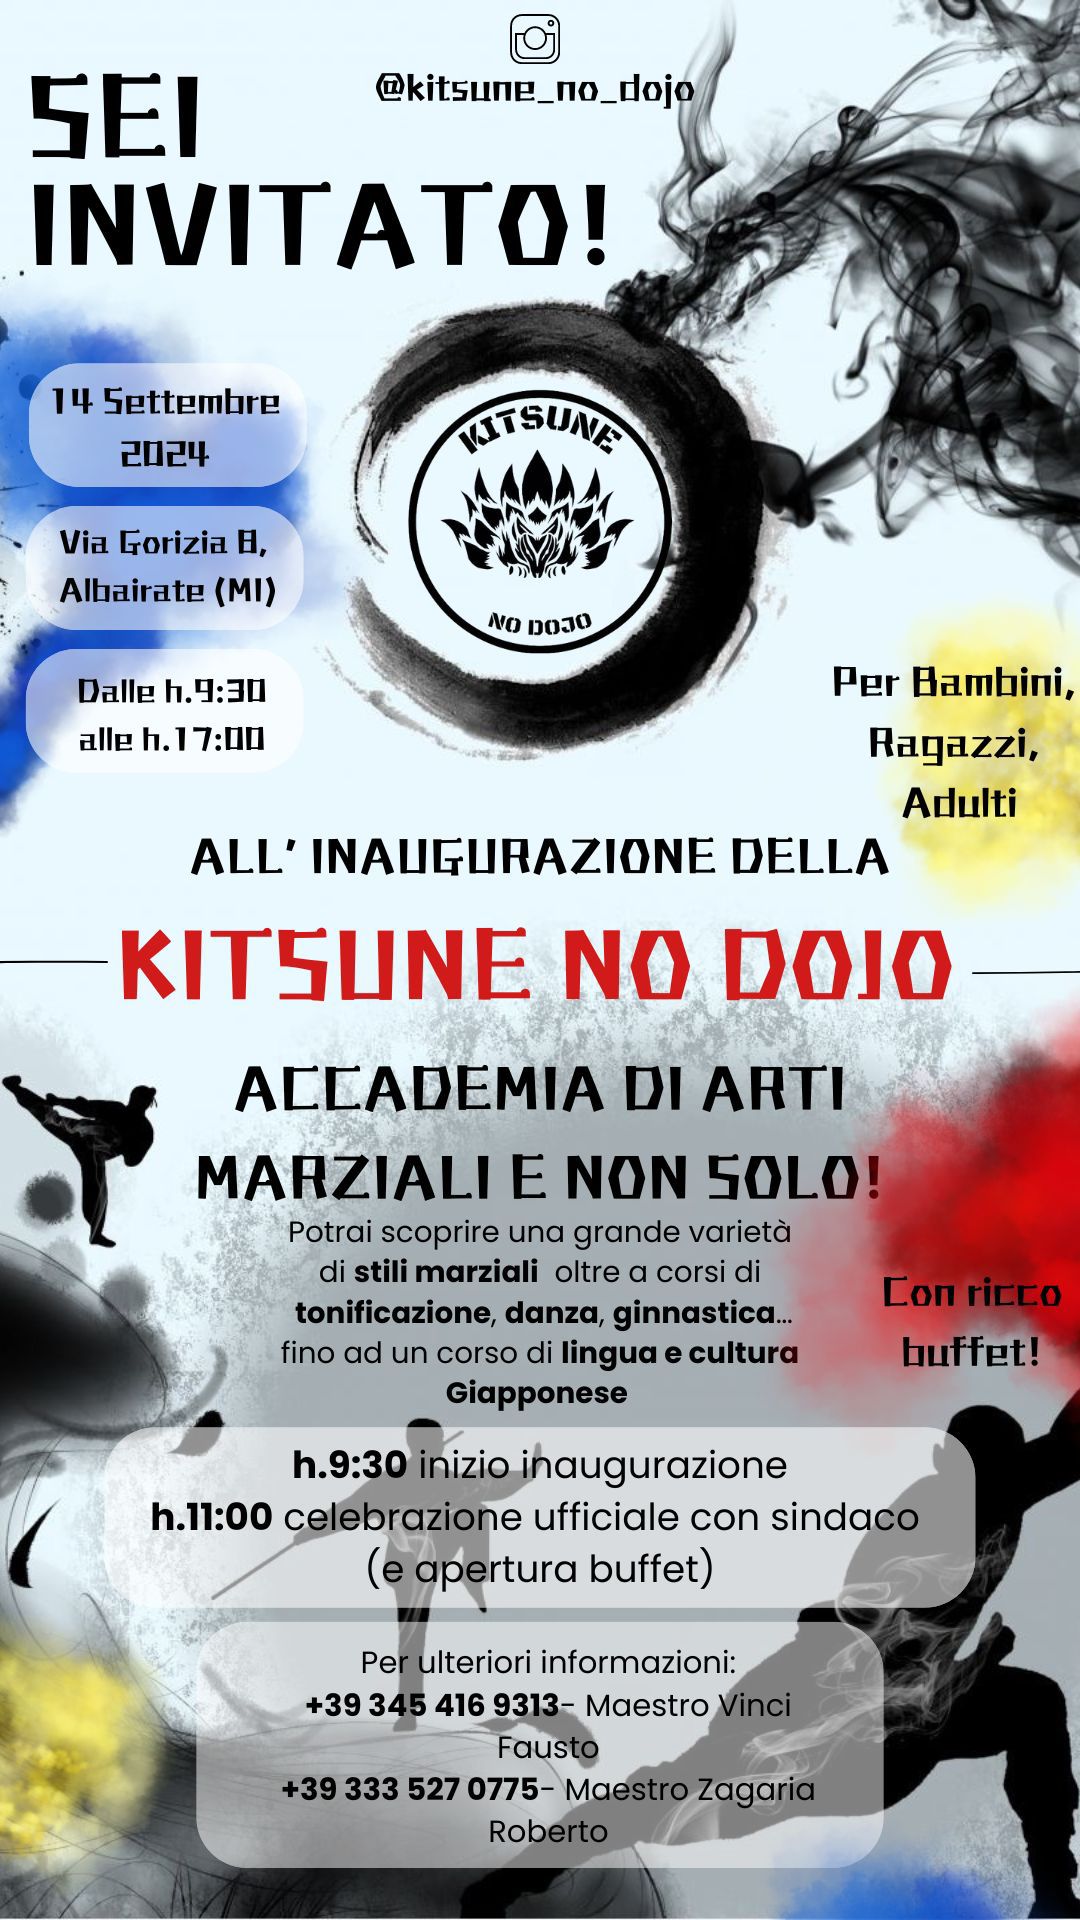 @kitsune_no_dojo
SEI
INVITATO!
14 Settembre
2024
Via Gorizia 8,
Albairate (MI)
Dalle h.9:30
alle h.17:00
KITSUNE
NO DOJO
Per Bambini,
Ragazzi,
Adulti
ALL' INAUGURAZIONE DELLA
KITSUNE NO DOJO
ACCADEMIA DI ARTI
MARZIALI E NON SOLO!
Potrai scoprire una grande varietà
di stili marziali oltre a corsi di
tonificazione, danza, ginnastica...
fino ad un corso di lingua e cultura
Giapponese
Con ricco
buffet!
h.9:30 inizio inaugurazione
h.11:00 celebrazione ufficiale con sindaco
(e apertura buffet)
Per ulteriori informazioni:
+39 345 416 9313- Maestro Vinci
Fausto
+39 333 527 0775- Maestro Zagaria
Roberto